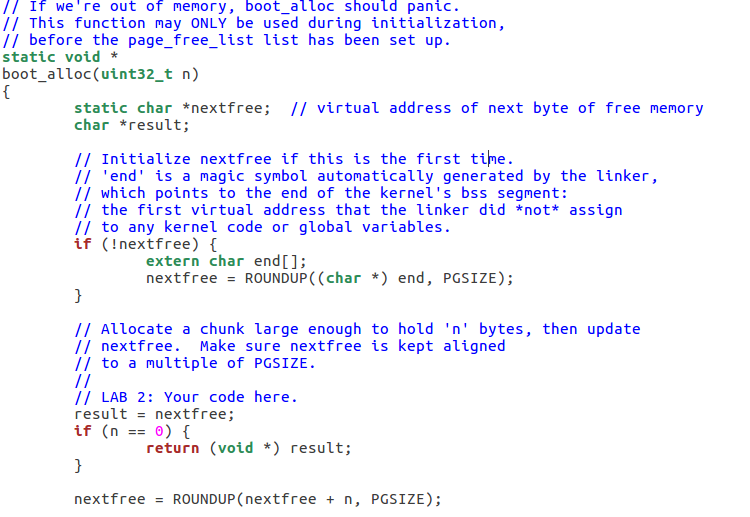 // If we're out of memory, boot_alloc should panic.
// This function may ONLY be used during initialization,
// before the page_free_list list has been set up.
static void *
boot_alloc(uint32_t n)
{
        static char *nextfree;  // virtual address of next byte of free memory
        char *result;

        // Initialize nextfree if this is the first time.
        // 'end' is a magic symbol automatically generated by the linker,
        // which points to the end of the kernel's bss segment:
        // the first virtual address that the linker did *not* assign
        // to any kernel code or global variables.
        if (!nextfree) {
                extern char end[];
                nextfree = ROUNDUP((char *) end, PGSIZE);
        }

        // Allocate a chunk large enough to hold 'n' bytes, then update
        // nextfree.  Make sure nextfree is kept aligned
        // to a multiple of PGSIZE.
        //
        // LAB 2: Your code here.
        result = nextfree;
        if (n == 0) {
                return (void *) result;
        }

        nextfree = ROUNDUP(nextfree + n, PGSIZE);